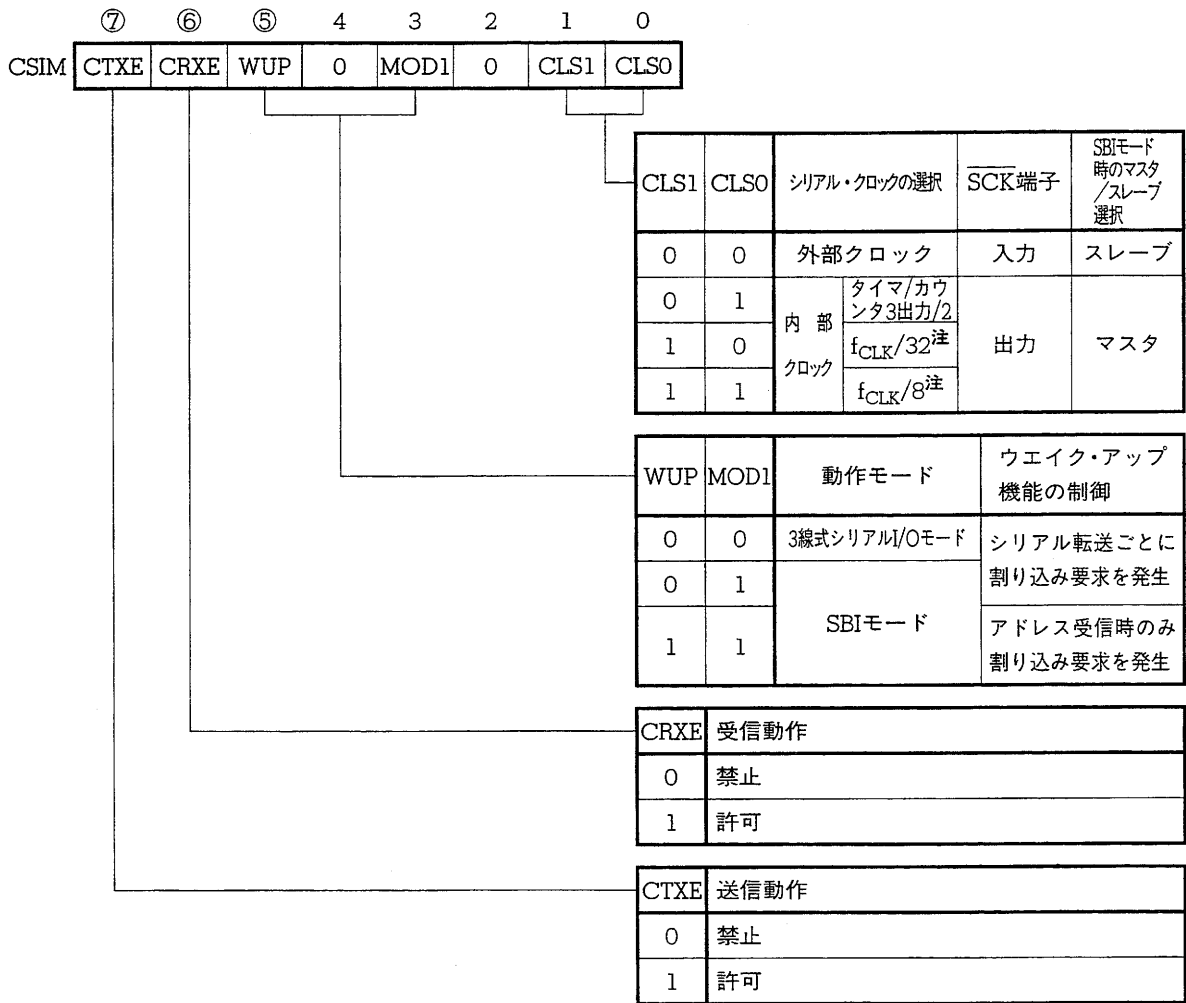 ⑦ ⑥ ⑤ 4 3 2 1 0
CSIM CTXE CRXE WUP 0 MOD1 0 CLS1 CLS0
CLS1 CLS0 シリアル・クロックの選択 SCK端子 SBIモード時のマスタ/スレーブ選択
0 0 外部クロック 入力 スレーブ
0 1 内部クロック タイマ/カウンタ3出力/2 出力 マスタ
1 0 fCLK/32注
1 1 fCLK/8注
WUP MOD1 動作モード ウエイク・アップ機能の制御
0 0 3線式シリアルI/Oモード シリアル転送ごとに割り込み要求を発生
0 1 SBIモード
1 1 アドレス受信時のみ割り込み要求を発生
CRXE 受信動作
0 禁止
1 許可
CTXE 送信動作
0 禁止
1 許可